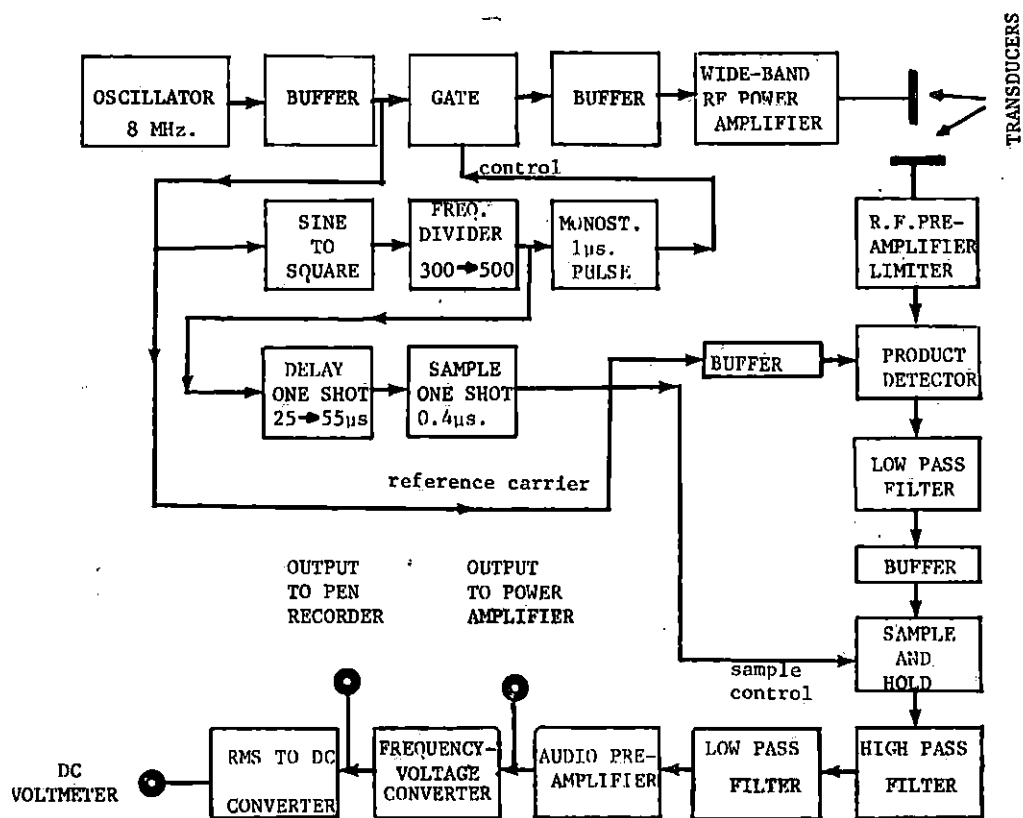 OSCILLATOR
8 MHz.
BUFFER
GATE
BUFFER
WIDE-BAND
RF POWER
AMPLIFIER
TRANSDUCERS
control
SINE
TO
SQUARE
FREQ.
DIVIDER
300➔500
MONOST.
1µs.
PULSE
R.F.PRE-
AMPLIFIER
LIMITER
DELAY
ONE SHOT
25➔55µs
SAMPLE
ONE SHOT
0.4µs.
BUFFER
PRODUCT
DETECTOR
reference carrier
LOW PASS
FILTER
BUFFER
OUTPUT
TO PEN
RECORDER
OUTPUT
TO POWER
AMPLIFIER
SAMPLE
AND
HOLD
sample
control
DC
VOLTMETER
RMS TO DC
CONVERTER
FREQUENCY-
VOLTAGE
CONVERTER
AUDIO PRE-
AMPLIFIER
LOW PASS
FILTER
HIGH PASS
FILTER